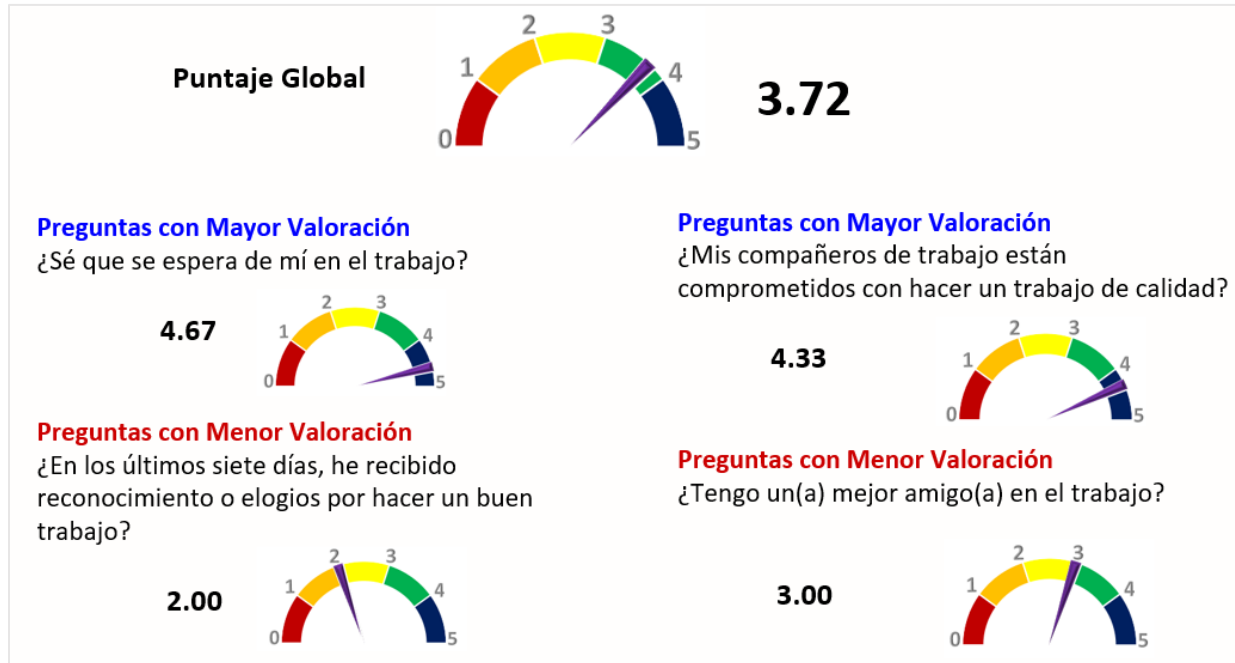 Puntaje Global
0
1
2
3
4
5
3.72
Preguntas con Mayor Valoración
¿Sé que se espera de mí en el trabajo?
4.67
0
1
2
3
4
5
Preguntas con Mayor Valoración
¿Mis compañeros de trabajo están
comprometidos con hacer un trabajo de calidad?
4.33
0
1
2
3
4
5
Preguntas con Menor Valoración
¿En los últimos siete días, he recibido
reconocimiento o elogios por hacer un buen
trabajo?
2.00
0
1
2
3
4
5
Preguntas con Menor Valoración
¿Tengo un(a) mejor amigo(a) en el trabajo?
3.00
0
1
2
3
4
5